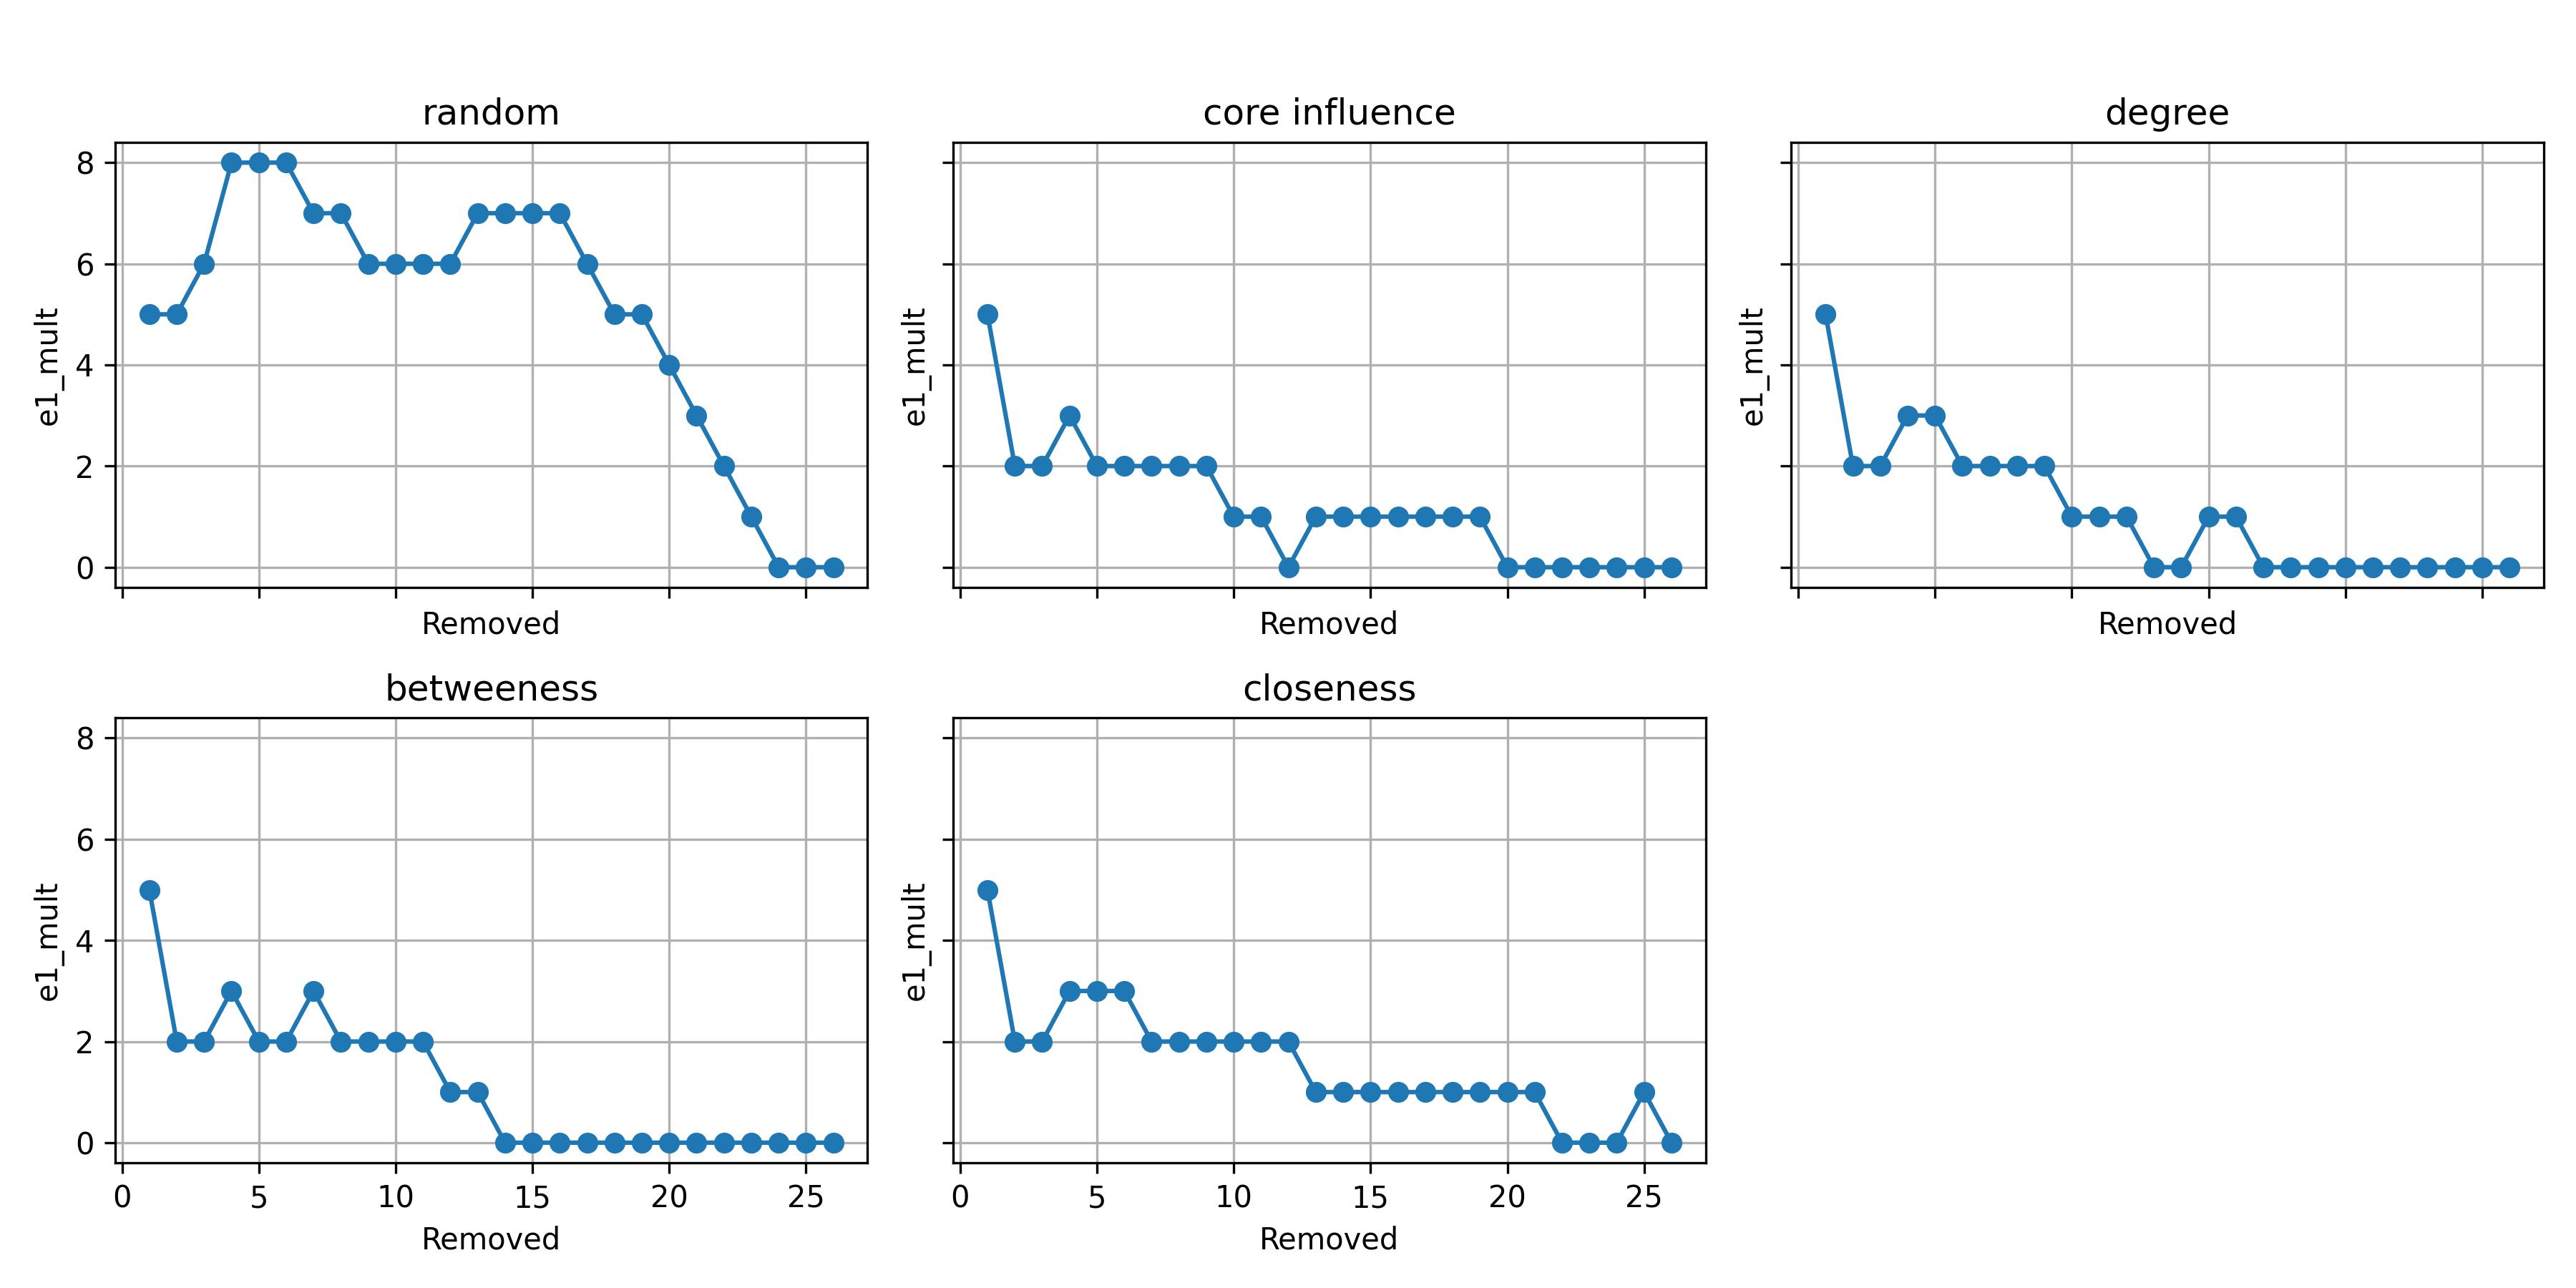 random
core influence
degree
8
6
4
2
0
e1_mult
e1_mult
e1_mult
Removed
Removed
Removed
betweeness
closeness
8
6
4
2
0
e1_mult
e1_mult
0 5 10 15 20 25
0 5 10 15 20 25
Removed
Removed